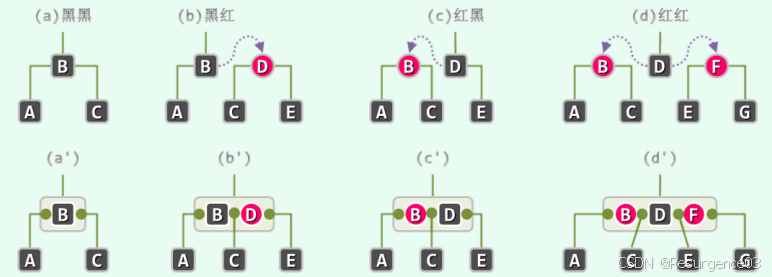 (a)黑黑 (b)黑红 (c)红黑 (d)红红
B B D B D B D F
A C A C E A C E A C E G
(a') (b') (c') (d')
B B D B D B D F
A C A C E A C E A C E G
CSDN @Resurgence03